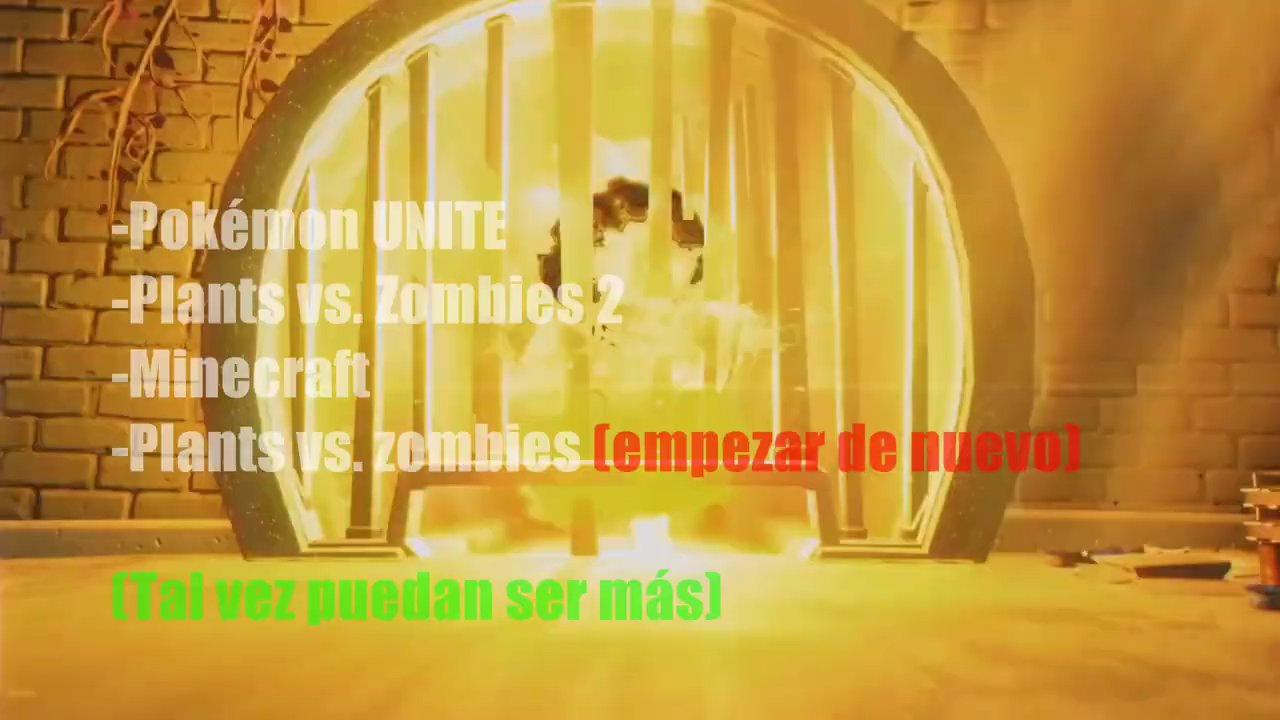 -Pokémon UNITE
-Plants vs. Zombies 2
-Minecraft
-Plants vs. zombies (empezar de nuevo)
(Tal vez puedan ser más)